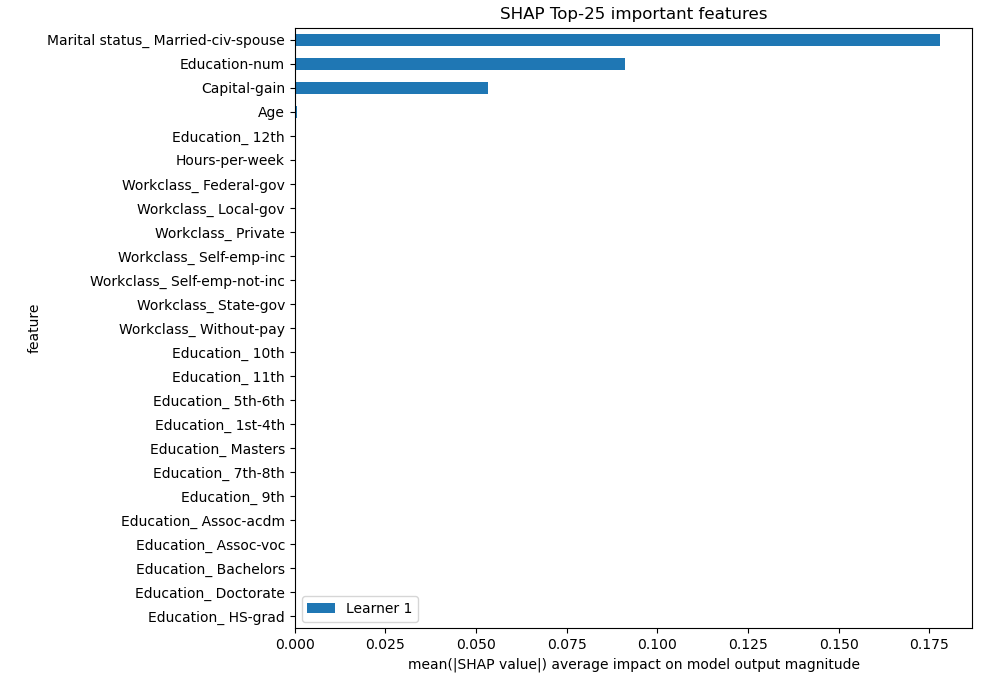 SHAP Top-25 important features
Marital status_ Married-civ-spouse
Education-num
Capital-gain
Age
Education_ 12th
Hours-per-week
Workclass_ Federal-gov
Workclass_ Local-gov
Workclass_ Private
Workclass_ Self-emp-inc
Workclass_ Self-emp-not-inc
Workclass_ State-gov
Workclass_ Without-pay
Education_ 10th
Education_ 11th
Education_ 5th-6th
Education_ 1st-4th
Education_ Masters
Education_ 7th-8th
Education_ 9th
Education_ Assoc-acdm
Education_ Assoc-voc
Education_ Bachelors
Education_ Doctorate
Education_ HS-grad
feature
Learner 1
0.000 0.025 0.050 0.075 0.100 0.125 0.150 0.175
mean(|SHAP value|) average impact on model output magnitude